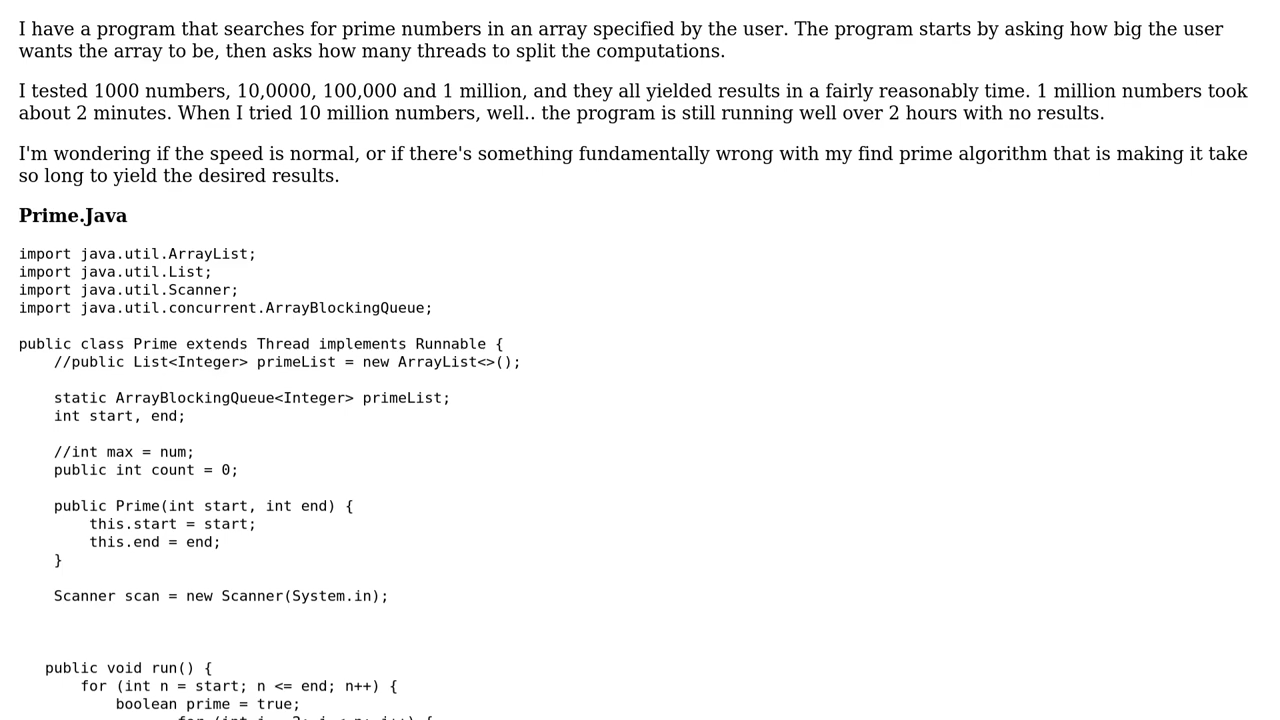 I have a program that searches for prime numbers in an array specified by the user. The program starts by asking how big the user
wants the array to be, then asks how many threads to split the computations.
I tested 1000 numbers, 10,0000, 100,000 and 1 million, and they all yielded results in a fairly reasonably time. 1 million numbers took
about 2 minutes. When I tried 10 million numbers, well.. the program is still running well over 2 hours with no results.
I'm wondering if the speed is normal, or if there's something fundamentally wrong with my find prime algorithm that is making it take
so long to yield the desired results.
Prime.Java
import java.util.ArrayList;
import java.util.List;
import java.util.Scanner;
import java.util.concurrent.ArrayBlockingQueue;
public class Prime extends Thread implements Runnable {
//public List<Integer> primeList = new ArrayList<>();
static ArrayBlockingQueue<Integer> primeList;
int start, end;
//int max = num;
public int count = 0;
public Prime(int start, int end) {
this.start = start;
this.end = end;
}
Scanner scan = new Scanner(System.in);
public void run() {
for (int n = start; n <= end; n++) {
boolean prime = true;